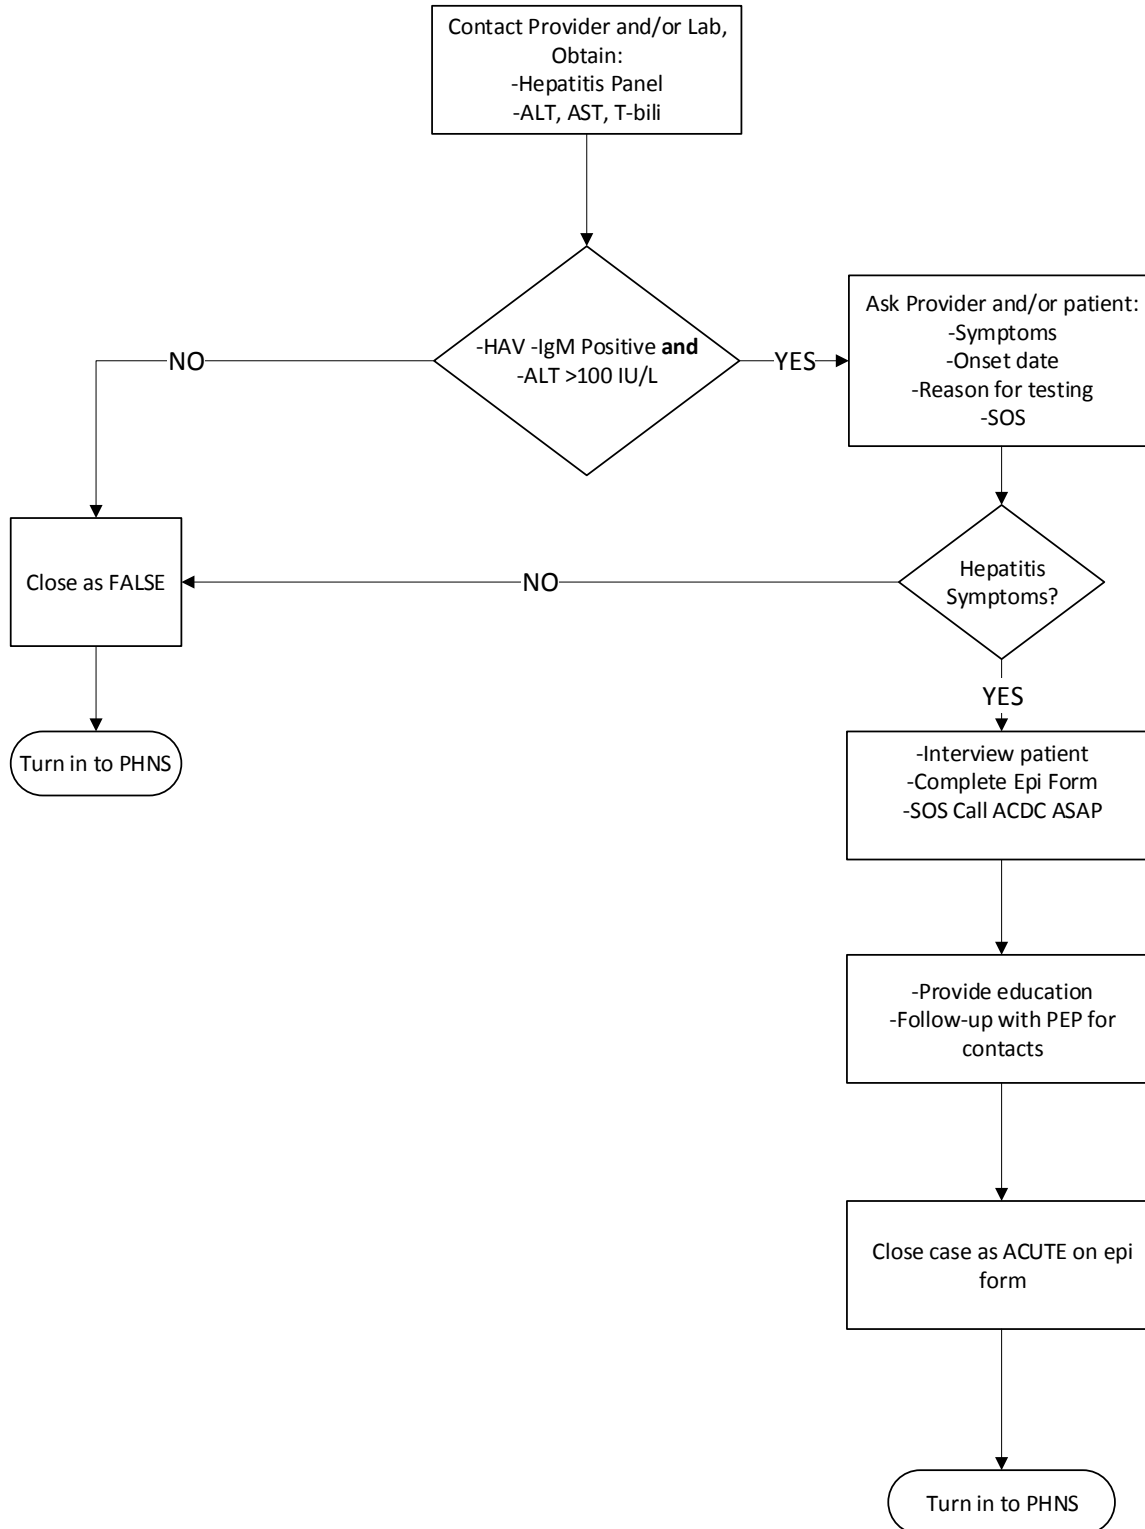 Contact Provider and/or Lab,
Obtain:
-Hepatitis Panel
-ALT, AST, T-bili
-HAV -IgM Positive and
-ALT >100 IU/L
NO
YES
Ask Provider and/or patient:
-Symptoms
-Onset date
-Reason for testing
-SOS
Close as FALSE
NO
Hepatitis
Symptoms?
YES
Turn in to PHNS
-Interview patient
-Complete Epi Form
-SOS Call ACDC ASAP
-Provide education
-Follow-up with PEP for
contacts
Close case as ACUTE on epi
form
Turn in to PHNS